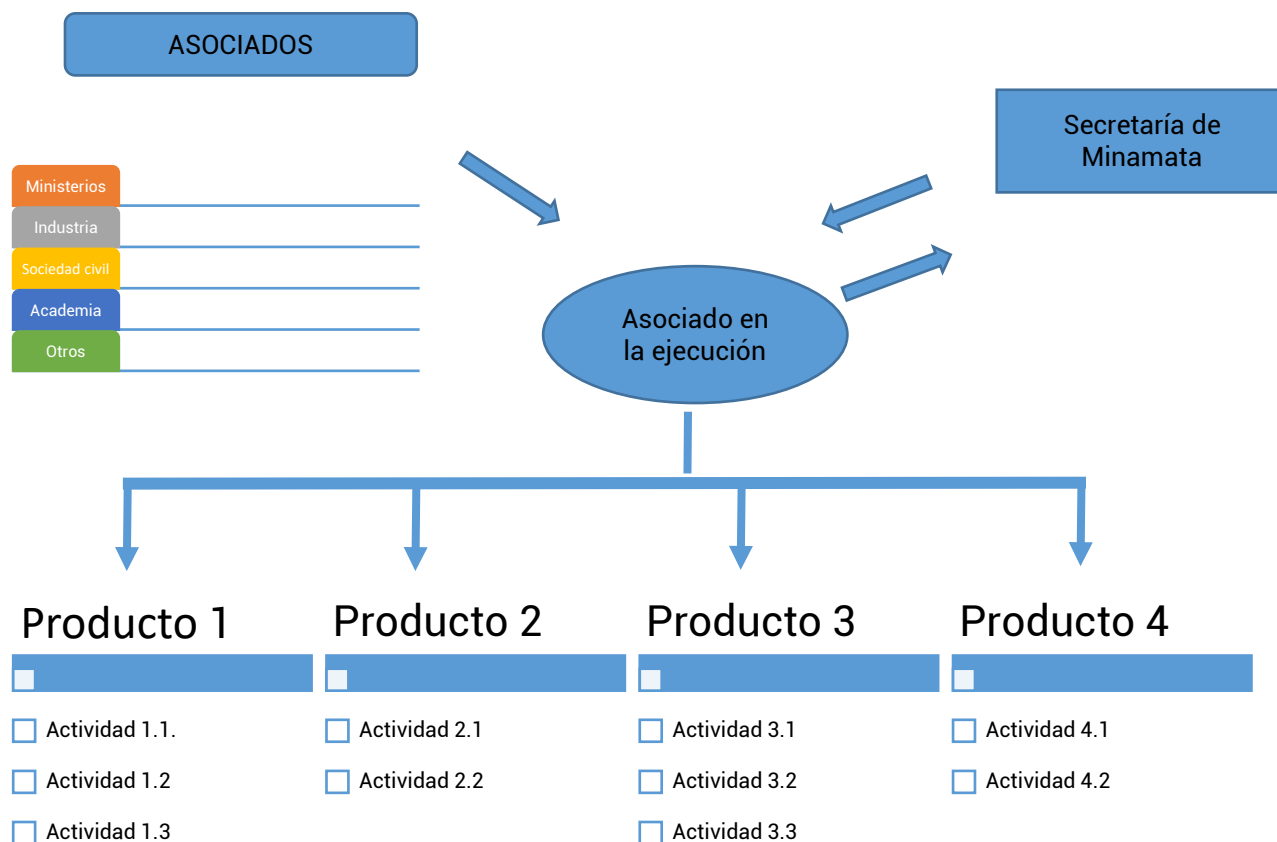 ASOCIADOS
Secretaría de
Minamata
Ministerios
Industria
Sociedad civil
Academia
Otros
Asociado en
la ejecución
Producto 1
Actividad 1.1.
Actividad 1.2
Actividad 1.3
Producto 2
Actividad 2.1
Actividad 2.2
Producto 3
Actividad 3.1
Actividad 3.2
Actividad 3.3
Producto 4
Actividad 4.1
Actividad 4.2